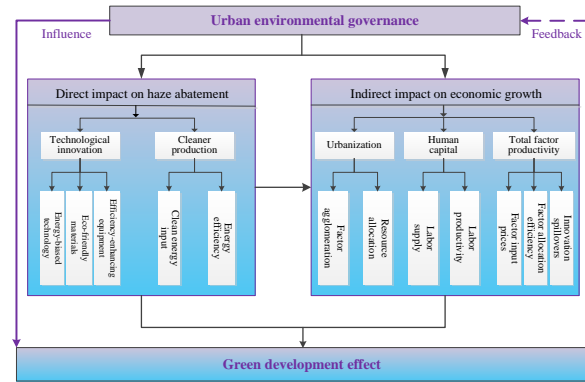 Urban environmental governance
Influence
Feedback
Direct impact on haze abatement
Indirect impact on economic growth
Technological
innovation
Cleaner
production
Urbanization
Human
capital
Total factor
productivity
Energy-biased
technology
Eco-friendly
materials
Efficiency-enhancing
equipment
Clean energy
input
Energy efficiency
Factor
agglomeration
Resource
allocation
Labor
supply
Labor
productivity
Factor input
prices
Factor allocation
efficiency
Innovation
spillovers
Green development effect